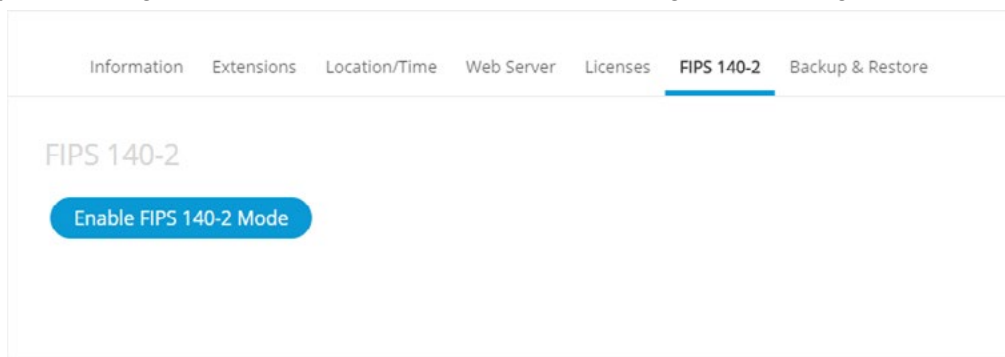 Information Extensions Location/Time Web Server Licenses FIPS 140-2 Backup & Restore
FIPS 140-2
Enable FIPS 140-2 Mode